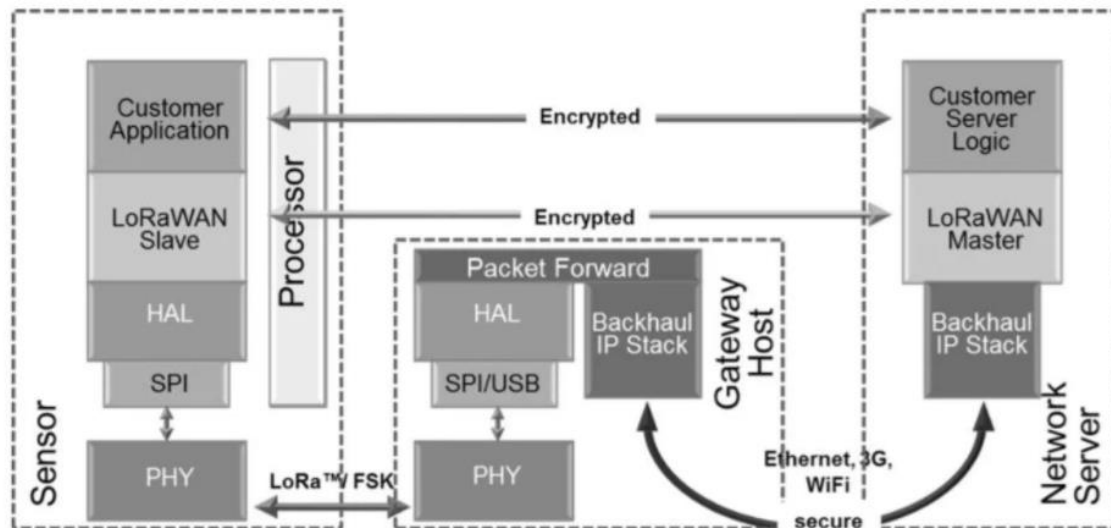 Customer
Application
LoRaWAN
Slave
HAL
SPI
PHY
Sensor
Processor
Encrypted
Encrypted
LoRa™/ FSK
Packet Forward
HAL
SPI/USB
PHY
Backhaul
IP Stack
Gateway
Host
Ethernet, 3G,
WiFi
secure
Customer
Server
Logic
LoRaWAN
Master
Backhaul
IP Stack
Network
Server